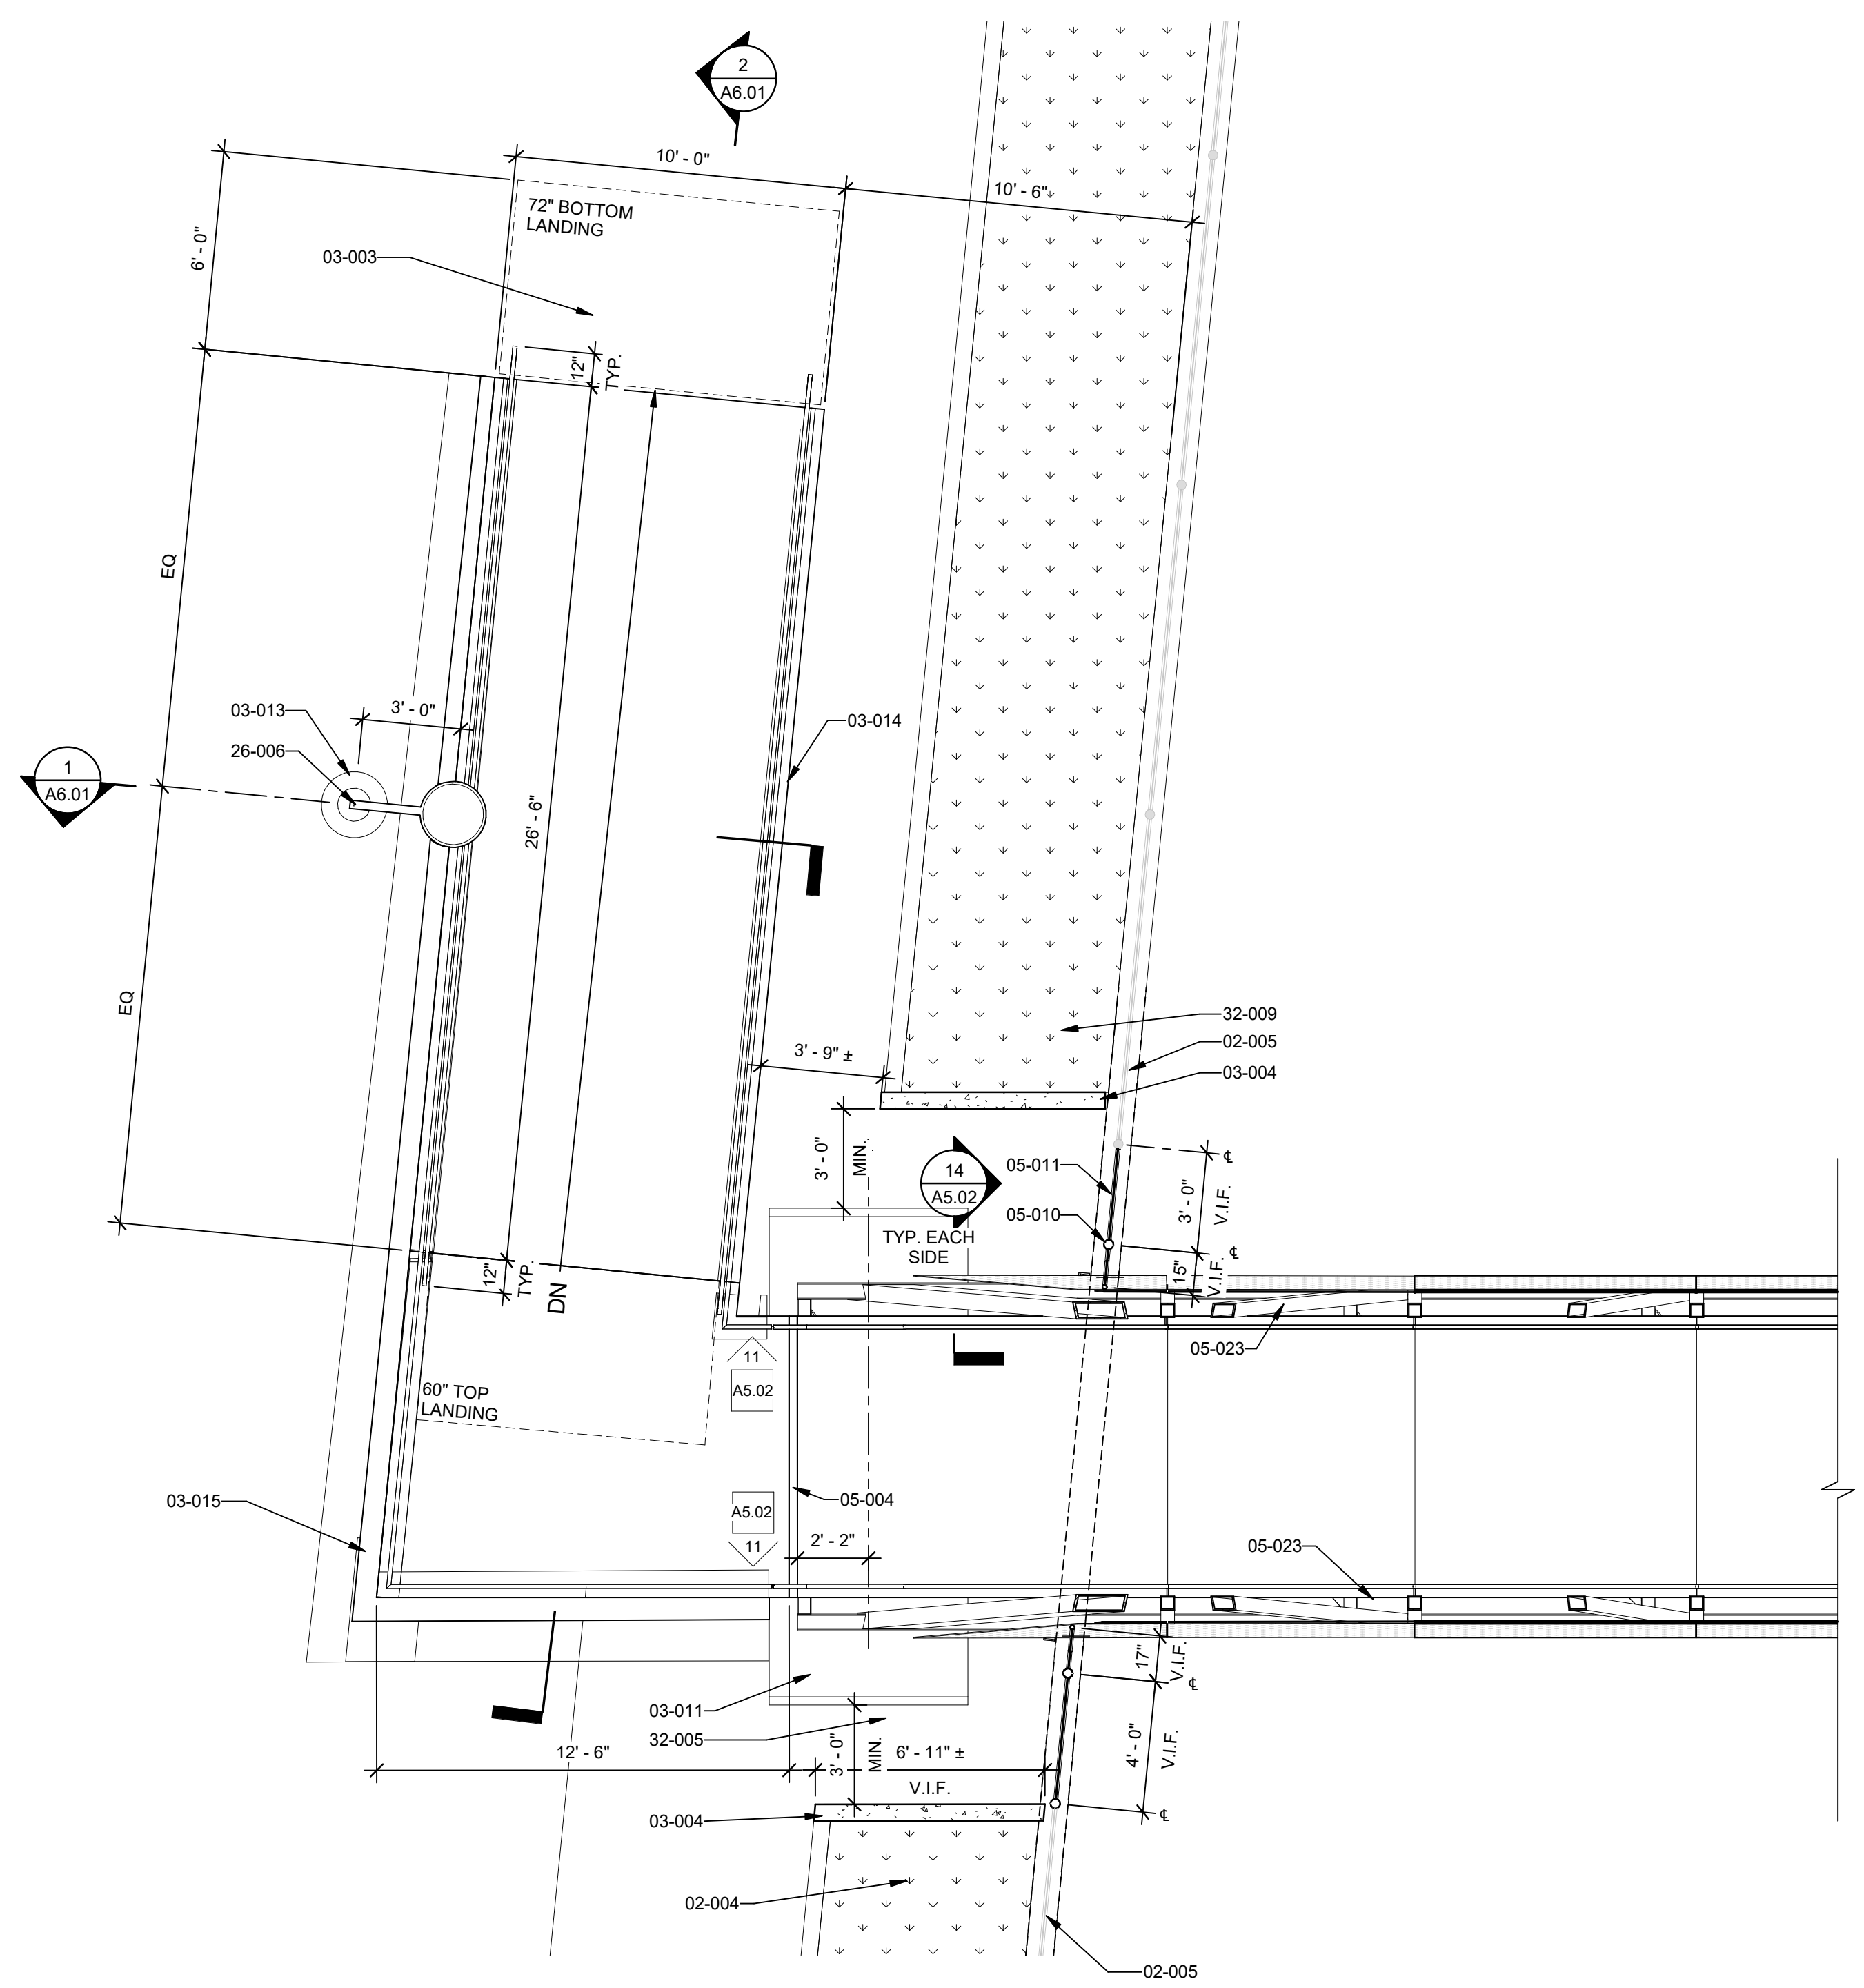 2
A6.01
10' - 0"
10' - 6"
72" BOTTOM
LANDING
6' - 0"
03-003
12"
TYP.
EQ
03-013
3' - 0"
26-006
03-014
1
A6.01
26' - 6"
EQ
32-009
02-005
03-004
3' - 9" ±
3' - 0"
MIN.
14
A5.02
05-011
05-010
TYP. EACH
SIDE
℄
3' - 0"
V.I.F.
℄
15"
V.I.F.
12"
TYP.
DN
05-023
11
A5.02
60" TOP
LANDING
03-015
A5.02
11
05-004
2' - 2"
05-023
17"
V.I.F.
℄
03-011
32-005
12' - 6"
3' - 0"
MIN.
6' - 11" ±
V.I.F.
4' - 0"
V.I.F.
℄
03-004
02-004
02-005